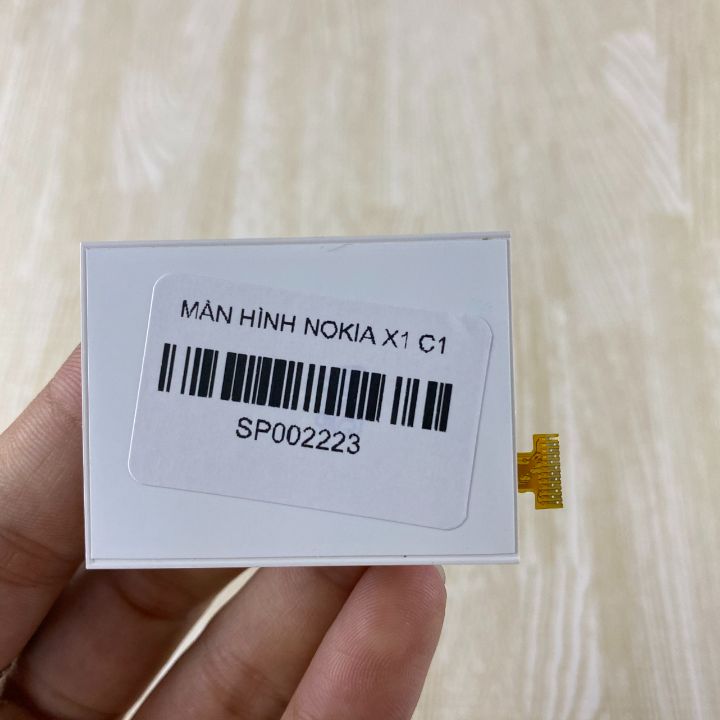 MÀN HÌNH NOKIA X1 C1
SP002223